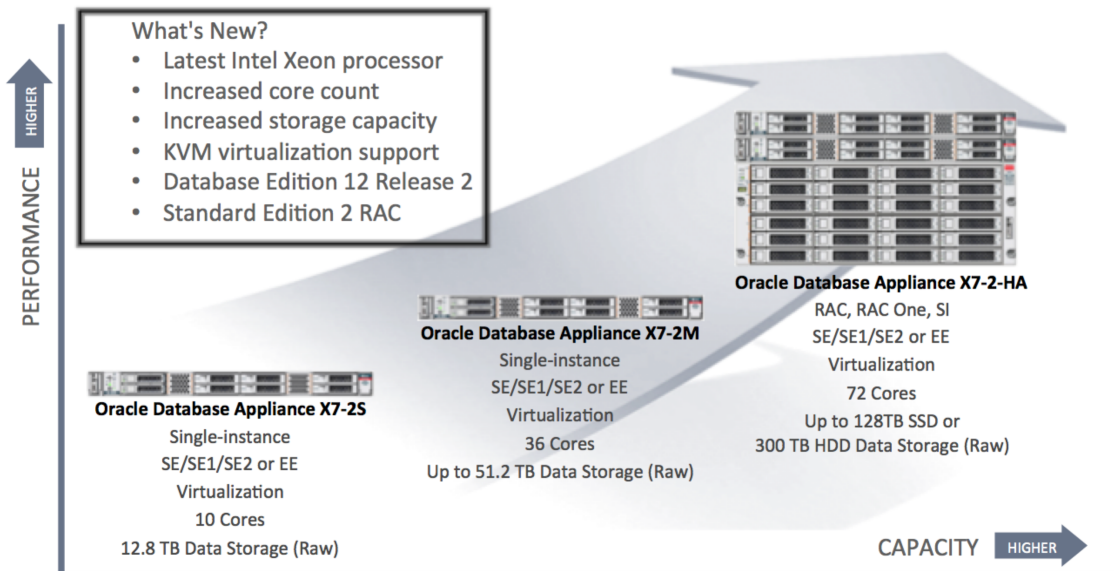 What's New?
• Latest Intel Xeon processor
• Increased core count
• Increased storage capacity
• KVM virtualization support
• Database Edition 12 Release 2
• Standard Edition 2 RAC
HIGHER
PERFORMANCE
Oracle Database Appliance X7-2S
Single-instance
SE/SE1/SE2 or EE
Virtualization
10 Cores
12.8 TB Data Storage (Raw)
Oracle Database Appliance X7-2M
Single-instance
SE/SE1/SE2 or EE
Virtualization
36 Cores
Up to 51.2 TB Data Storage (Raw)
Oracle Database Appliance X7-2-HA
RAC, RAC One, SI
SE/SE1/SE2 or EE
Virtualization
72 Cores
Up to 128TB SSD or
300 TB HDD Data Storage (Raw)
CAPACITY
HIGHER